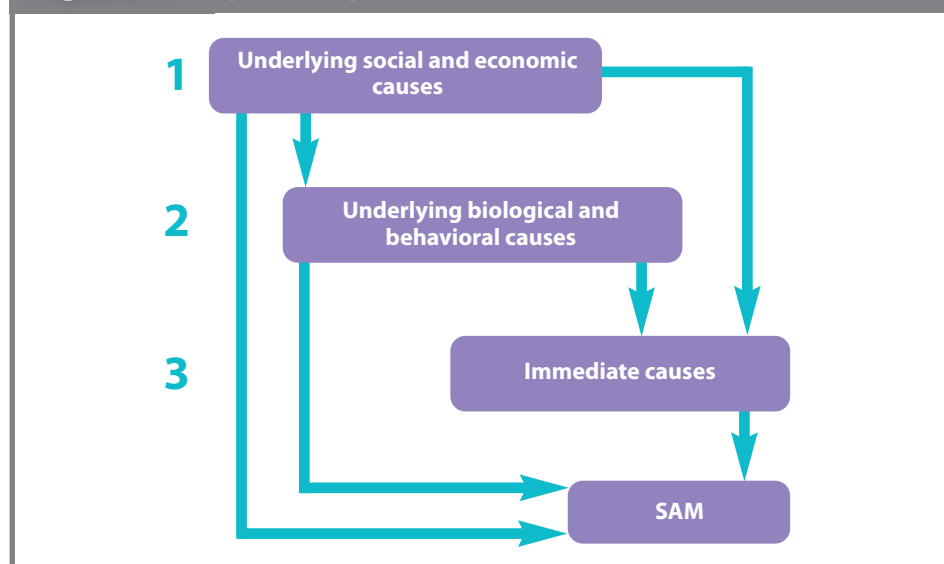 1
Underlying social and economic
causes
2
Underlying biological and
behavioral causes
3
Immediate causes
SAM